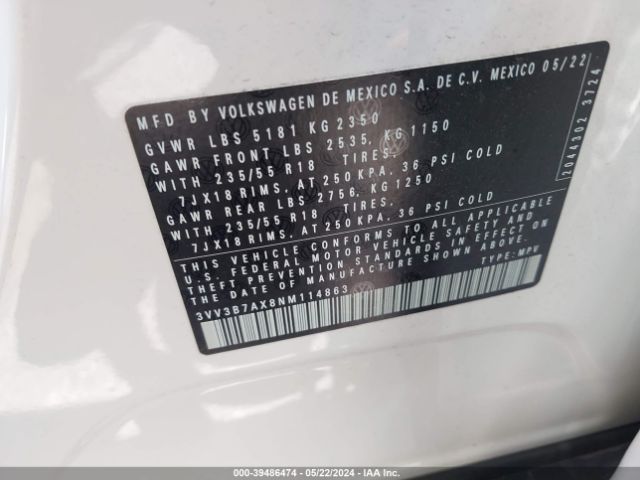 MFD BY VOLKSWAGEN DE MEXICO S.A. DE C.V. MEXICO 05/22
GVWR LBS 5181 KG 2350
GAWR FRONT LBS 2535, KG 1150
WITH 235/55 R18 TIRES.
7JX18 RIMS, AT 250KPA, 36 PSI COLD
GAWR REAR LBS 2756, KG 1250
WITH 235/55 R18 TIRES.
7JX18 RIMS, AT 250KPA, 36 PSI COLD
THIS VEHICLE CONFORMS TO ALL APPLICABLE
U.S. FEDERAL MOTOR VEHICLE SAFETY AND
THEFT PREVENTION STANDARDS IN EFFECT ON
THE DATE OF MANUFACTURE SHOWN ABOVE.
3VV3B7AX8NM114863 TYPE: MPV
2044302 3724
000-39486474 - 05/22/2024 - IAA Inc.